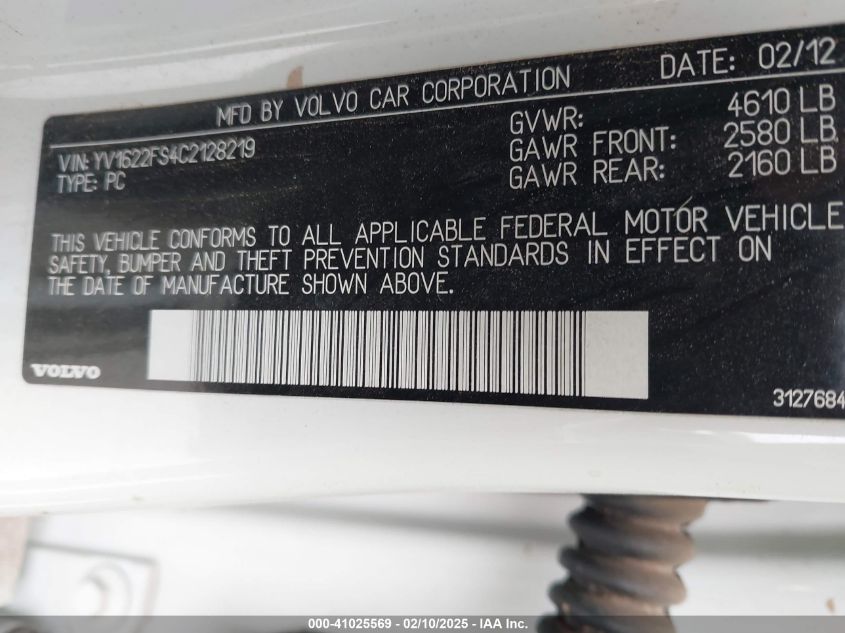 MFD BY VOLVO CAR CORPORATION DATE: 02/12
VIN: YV1622FS4C2128219
TYPE: PC
GVWR: 4610 LB
GAWR FRONT: 2580 LB
GAWR REAR: 2160 LB
THIS VEHICLE CONFORMS TO ALL APPLICABLE FEDERAL MOTOR VEHICLE
SAFETY, BUMPER AND THEFT PREVENTION STANDARDS IN EFFECT ON
THE DATE OF MANUFACTURE SHOWN ABOVE.
VOLVO
3127684
000-41025569 — 02/10/2025 — IAA Inc.